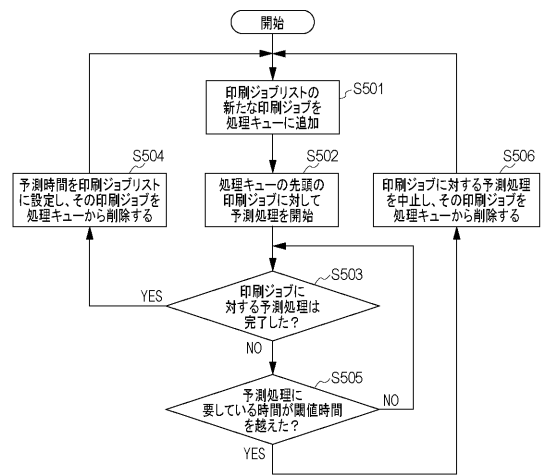 開始
印刷ジョブリストの
新たな印刷ジョブを
処理キューに追加
S501
S504
予測時間を印刷ジョブリスト
に設定し、その印刷ジョブを
処理キューから削除する
S502
処理キューの先頭の
印刷ジョブに対して
予測処理を開始
S506
印刷ジョブに対する予測処理
を中止し、その印刷ジョブを
処理キューから削除する
S503
印刷ジョブに
対する予測処理は
完了した?
YES
NO
S505
予測処理に
要している時間が閾値時間
を越えた?
NO
YES